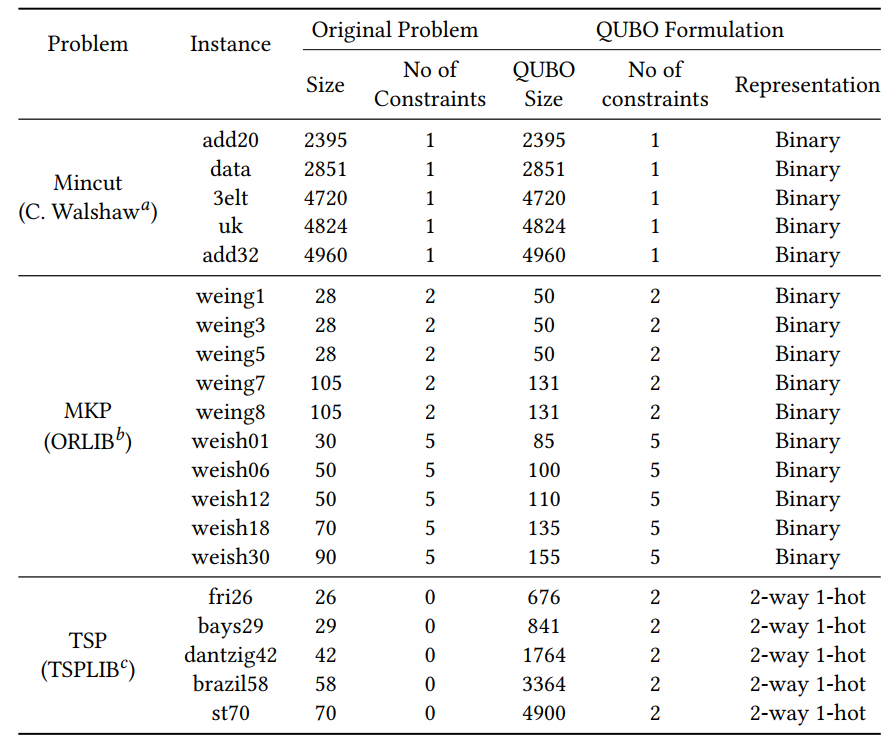 Problem Instance Original Problem QUBO Formulation
Size No of Constraints QUBO Size No of constraints Representation
Mincut (C. Walshaw^a)
add20 2395 1 2395 1 Binary
data 2851 1 2851 1 Binary
3elt 4720 1 4720 1 Binary
uk 4824 1 4824 1 Binary
add32 4960 1 4960 1 Binary
MKP (ORLIB^b)
weing1 28 2 50 2 Binary
weing3 28 2 50 2 Binary
weing5 28 2 50 2 Binary
weing7 105 2 131 2 Binary
weing8 105 2 131 2 Binary
weish01 30 5 85 5 Binary
weish06 50 5 100 5 Binary
weish12 50 5 110 5 Binary
weish18 70 5 135 5 Binary
weish30 90 5 155 5 Binary
TSP (TSPLIB^c)
fri26 26 0 676 2 2-way 1-hot
bays29 29 0 841 2 2-way 1-hot
dantzig42 42 0 1764 2 2-way 1-hot
brazil58 58 0 3364 2 2-way 1-hot
st70 70 0 4900 2 2-way 1-hot